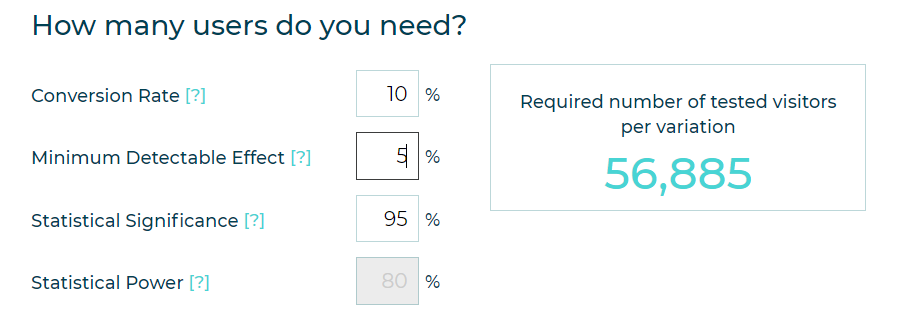 How many users do you need?
Conversion Rate [?] 10 %
Minimum Detectable Effect [?] 5 %
Statistical Significance [?] 95 %
Statistical Power [?] 80 %
Required number of tested visitors
per variation
56,885